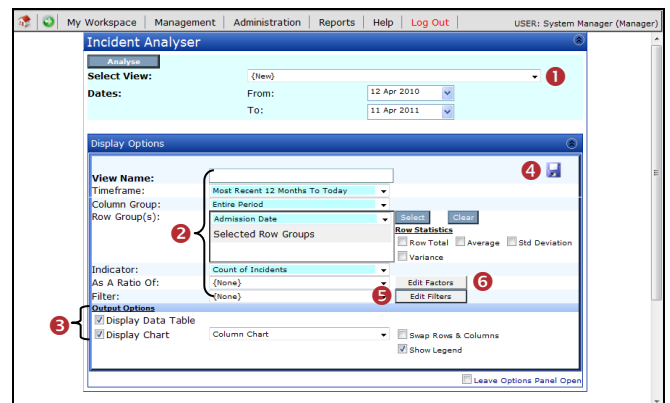 My Workspace | Management | Administration | Reports | Help | Log Out | USER: System Manager (Manager)
Incident Analyser
Analyse
Select View: {New} 1
Dates: From: 12 Apr 2010
To: 11 Apr 2011
Display Options
4
View Name:
Timeframe: Most Recent 12 Months To Today
Column Group: Entire Period
Row Group(s): Admission Date Select Clear
2 Selected Row Groups Row Statistics
Row Total Average Std Deviation
Variance
Indicator: Count of Incidents
As A Ratio Of: {None} Edit Factors 6
Filter: {None} 5 Edit Filters
Output Options
3 Display Data Table
Display Chart Column Chart Swap Rows & Columns
Show Legend
Leave Options Panel Open